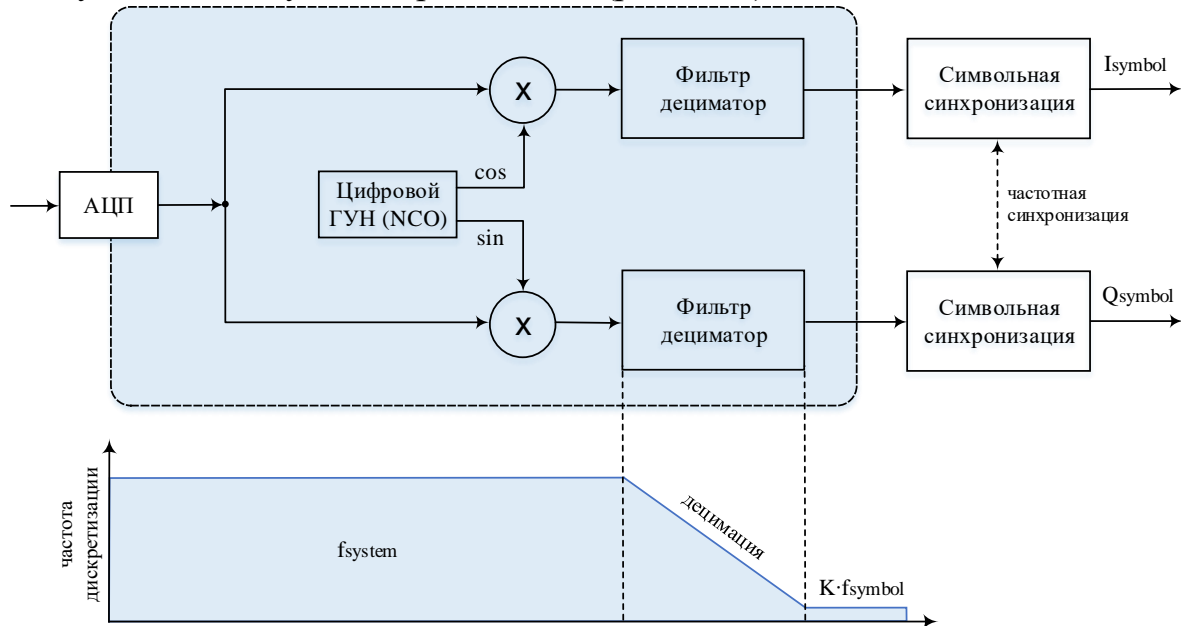 Фильтр
дециматор
Символьная
синхронизация
Isymbol
X
cos
Цифровой
ГУН (NCO)
sin
АЦП
частотная
синхронизация
X
Фильтр
дециматор
Символьная
синхронизация
Qsymbol
частота
дискретизации
fsystem
децимация
K·fsymbol